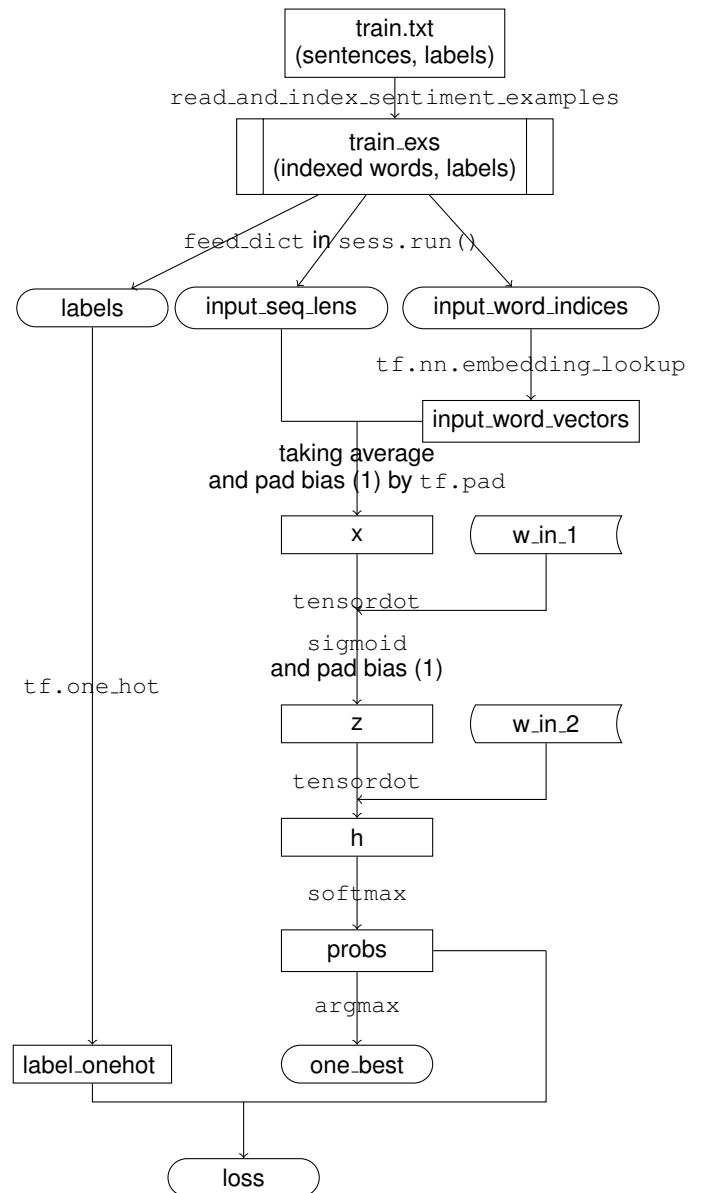 train.txt
(sentences, labels)
read_and_index_sentiment_examples
train_exs
(indexed words, labels)
feed_dict in sess.run()
labels
input_seq_lens
input_word_indices
tf.nn.embedding_lookup
input_word_vectors
taking average
and pad bias (1) by tf.pad
x
w_in_1
tensordot
sigmoid
and pad bias (1)
tf.one_hot
z
w_in_2
tensordot
h
softmax
probs
argmax
label_onehot
one_best
loss